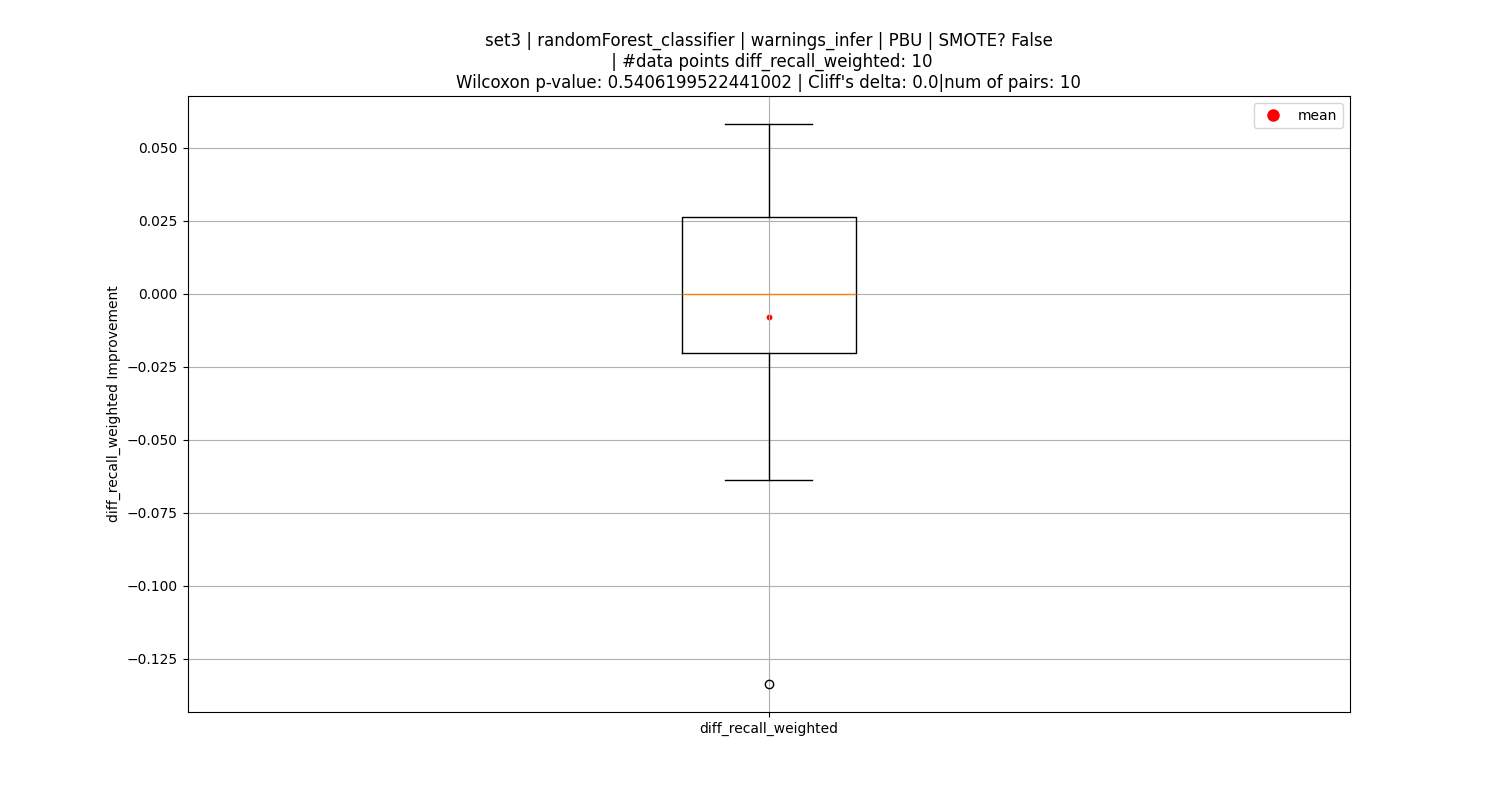 set3 | randomForest_classifier | warnings_infer | PBU | SMOTE? False
| #data points diff_recall_weighted: 10
Wilcoxon p-value: 0.5406199522441002 | Cliff's delta: 0.0|num of pairs: 10
mean
0.050
0.025
0.000
−0.025
−0.050
−0.075
−0.100
−0.125
diff_recall_weighted Improvement
diff_recall_weighted